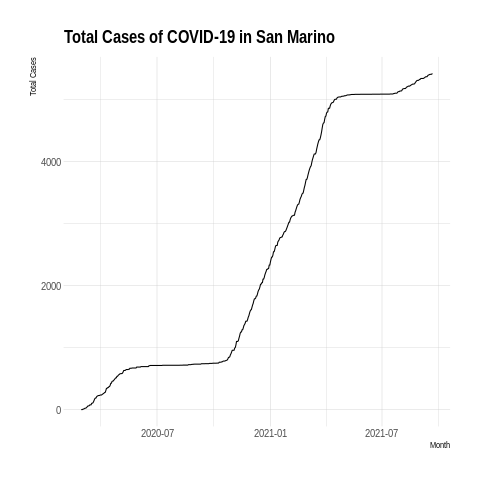 Total Cases of COVID-19 in San Marino
Total Cases
4000
2000
0
2020-07 2021-01 2021-07
Month